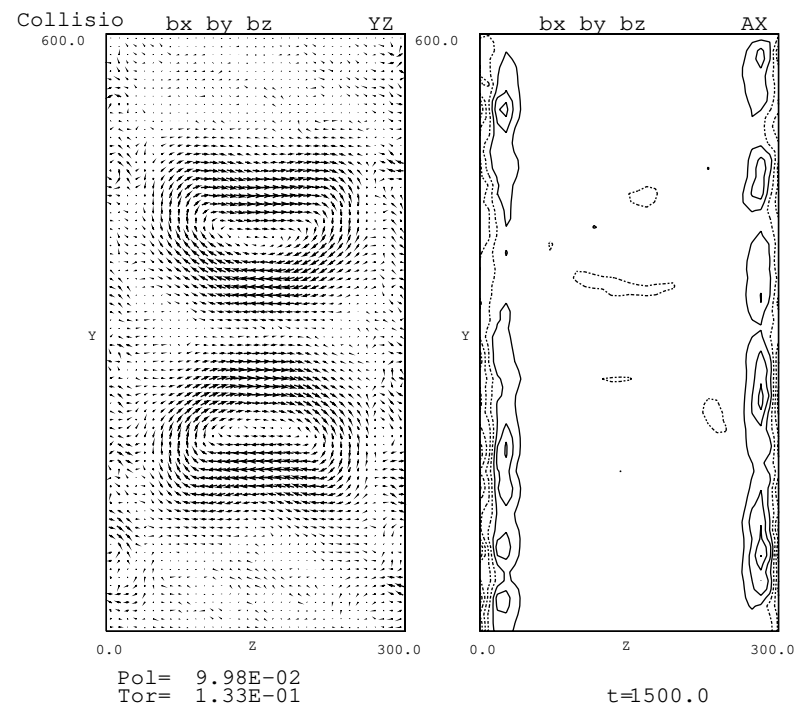 Collisio
bx by bz YZ
bx by bz AX
600.0
600.0
Y
Y
0.0 Z 300.0
0.0 Z 300.0
Pol= 9.98E-02
Tor= 1.33E-01
t=1500.0